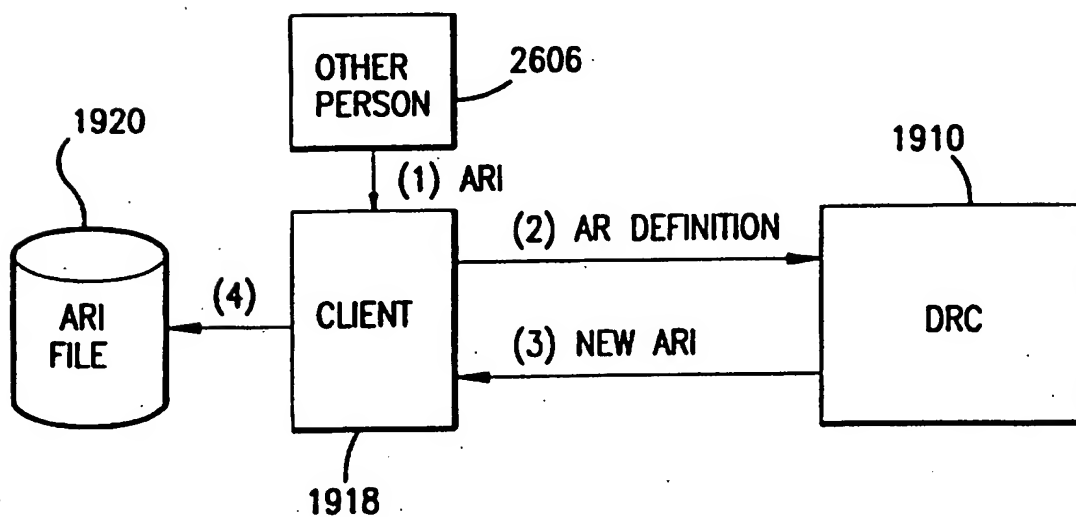 OTHER
PERSON
2606
1920
1910
(1) ARI
(2) AR DEFINITION
ARI
FILE
(4)
CLIENT
DRC
(3) NEW ARI
1918